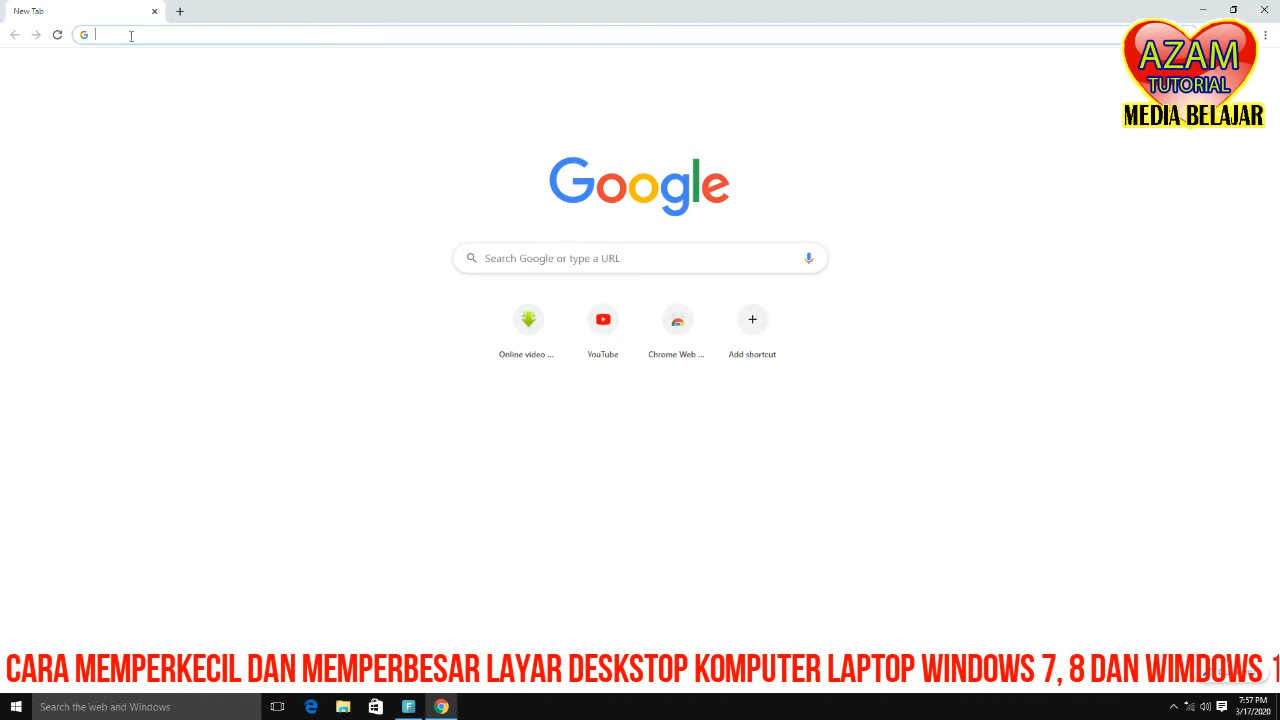 New Tab
AZAM
TUTORIAL
MEDIA BELAJAR
Google
Search Google or type a URL
Online video ...
YouTube
Chrome Web ...
Add shortcut
CARA MEMPERKECIL DAN MEMPERBESAR LAYAR DESKSTOP KOMPUTER LAPTOP WINDOWS 7, 8 DAN WIMDOWS 1
Search the web and Windows
7:57 PM
3/17/2020